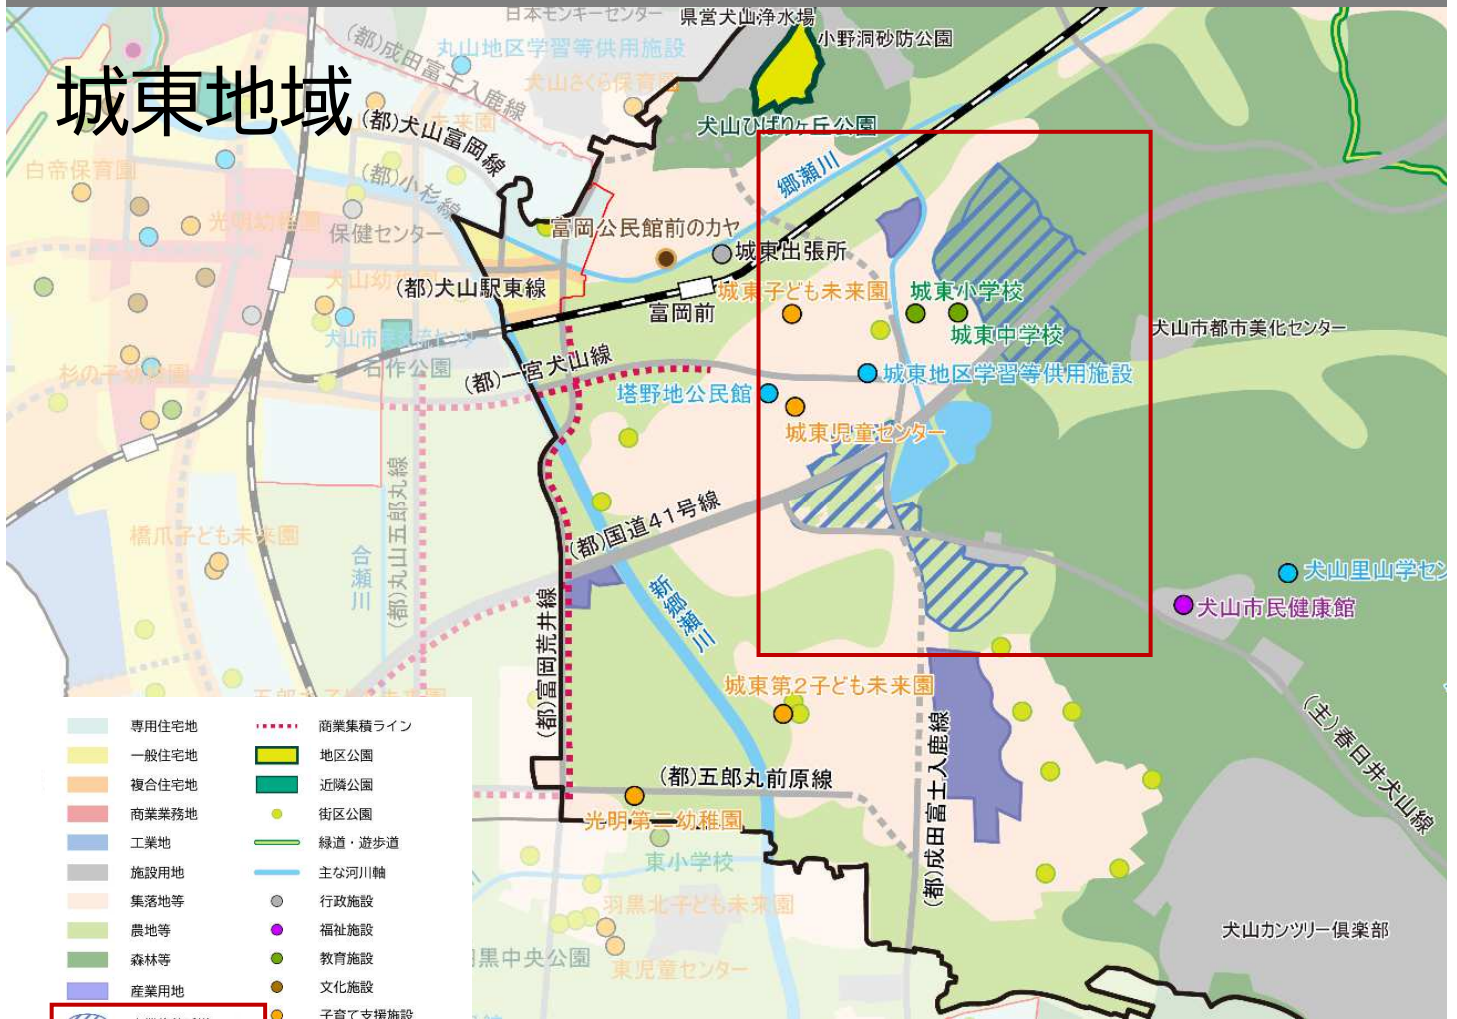 日本モンキーセンター
県営犬山浄水場
小野洞砂防公園
(都)成田富士入鹿線
丸山地区学習等供用施設
犬山さくら保育園
城東地域
(都)犬山富岡線
未来園
犬山ひばりヶ丘公園
白帝保育園
(都)小杉線
郷瀬川
光明幼稚園
保健センター
富岡公民館前のカヤ
城東出張所
犬山幼
(都)犬山駅東線
城東子ども未来園
城東小学校
富岡前
城東中学校
犬山市都市美化センター
石作公園
(都)一宮犬山線
城東地区学習等供用施設
杉の子幼稚園
塔野地公民館
城東児童センター
(都)丸山五郎丸線
(都)国道41号線
橋爪子ども未来園
合瀬川
新郷瀬川
犬山里山学セン
犬山市民健康館
(都)富岡荒井線
城東第2子ども未来園
(都)成田富士入鹿線
(主)春日井犬山線
(都)五郎丸前原線
光明第二幼稚園
東小学校
羽黒北子ども未来園
犬山カンツリー倶楽部
黒中央公園
東児童センター
専用住宅地
一般住宅地
複合住宅地
商業業務地
工業地
施設用地
集落地等
農地等
森林等
産業用地
商業集積ライン
地区公園
近隣公園
街区公園
緑道・遊歩道
主な河川軸
行政施設
福祉施設
教育施設
文化施設
子育て支援施設